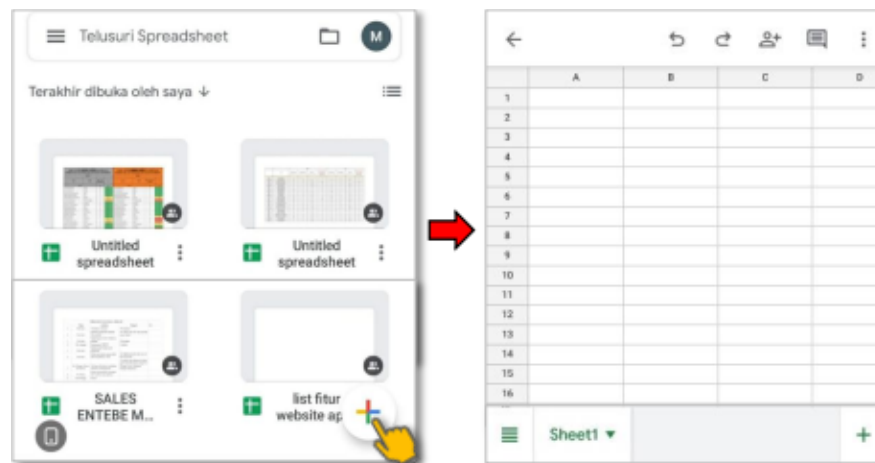 Telusuri Spreadsheet
M
Terakhir dibuka oleh saya ↓
Untitled
spreadsheet
Untitled
spreadsheet
SALES
ENTEBE M...
list fitur
website ap
A B C D
1
2
3
4
5
6
7
8
9
10
11
12
13
14
15
16
Sheet1